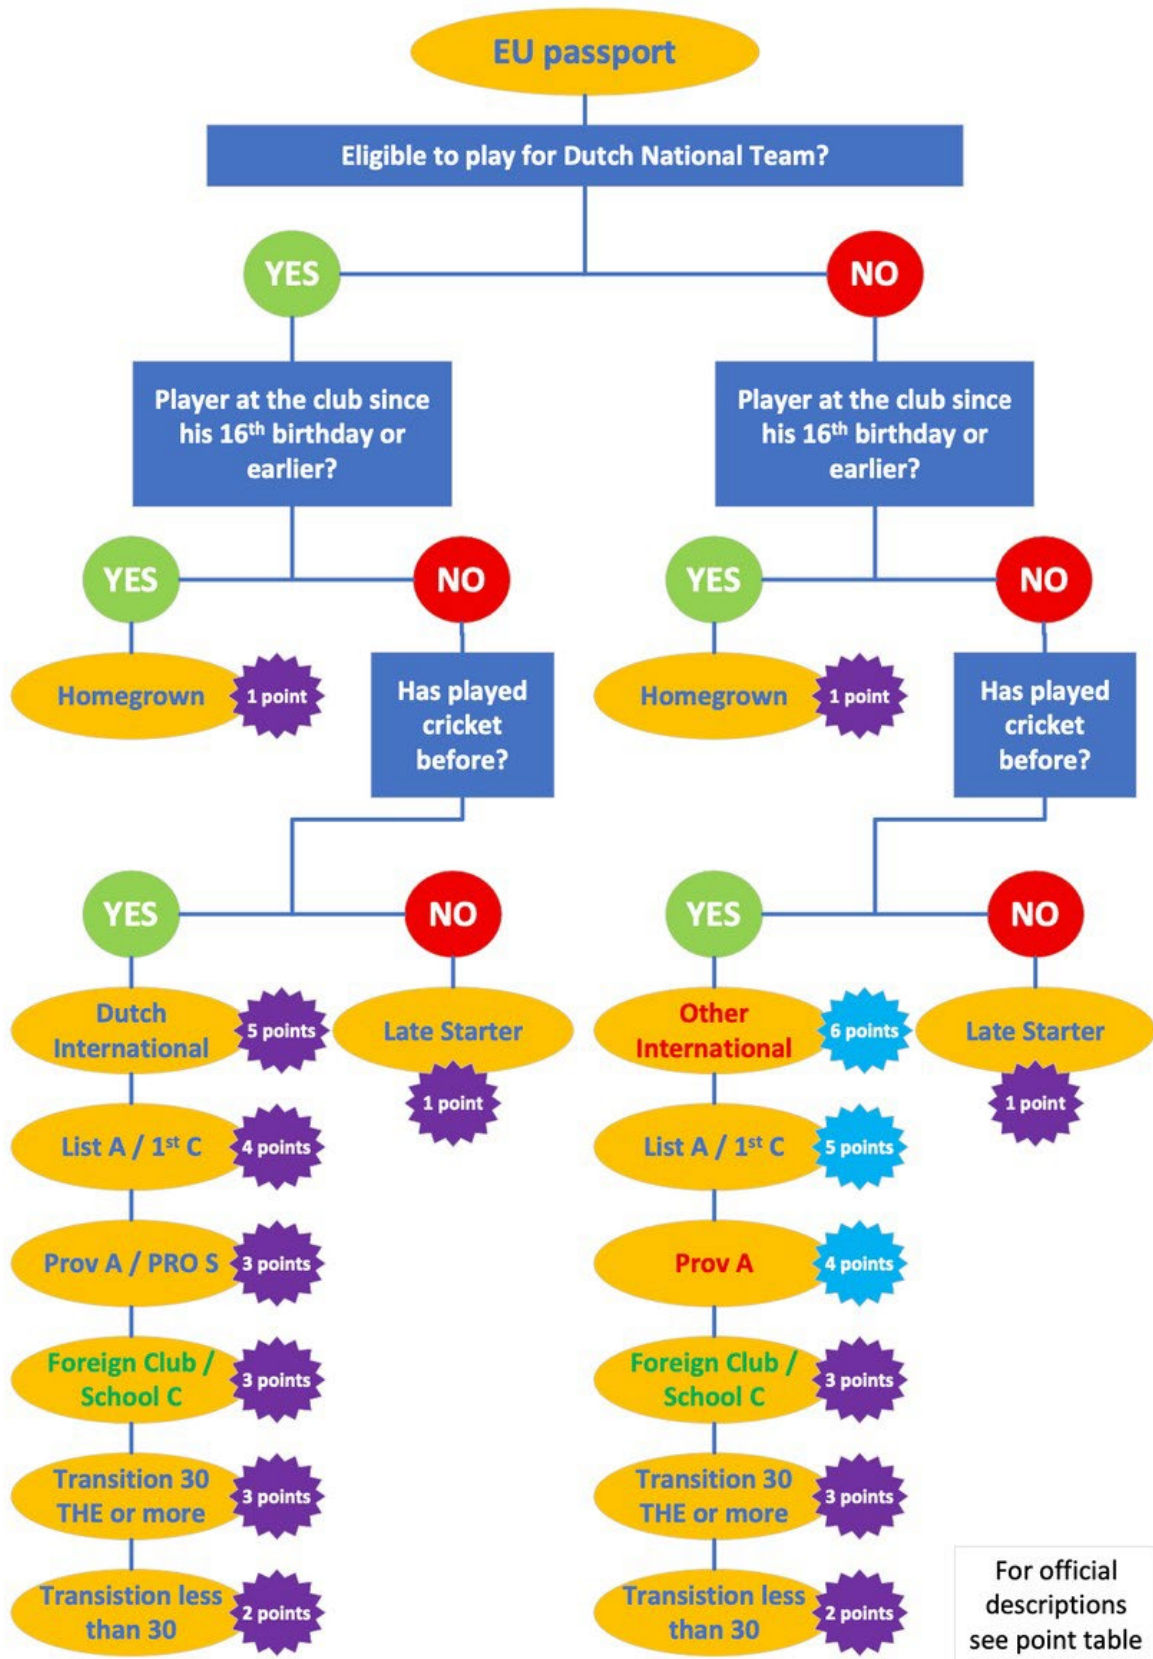 EU passport
Eligible to play for Dutch National Team?
YES
NO
Player at the club since
his 16th birthday or
earlier?
Player at the club since
his 16th birthday or
earlier?
YES
NO
YES
NO
Homegrown
1 point
Has played
cricket
before?
Homegrown
1 point
Has played
cricket
before?
YES
NO
YES
NO
Dutch
International
5 points
Late Starter
1 point
Other
International
6 points
Late Starter
1 point
List A / 1st C
4 points
List A / 1st C
5 points
Prov A / PRO S
3 points
Prov A
4 points
Foreign Club /
School C
3 points
Foreign Club /
School C
3 points
Transition 30
THE or more
3 points
Transition 30
THE or more
3 points
Transistion less
than 30
2 points
Transistion less
than 30
2 points
For official
descriptions
see point table